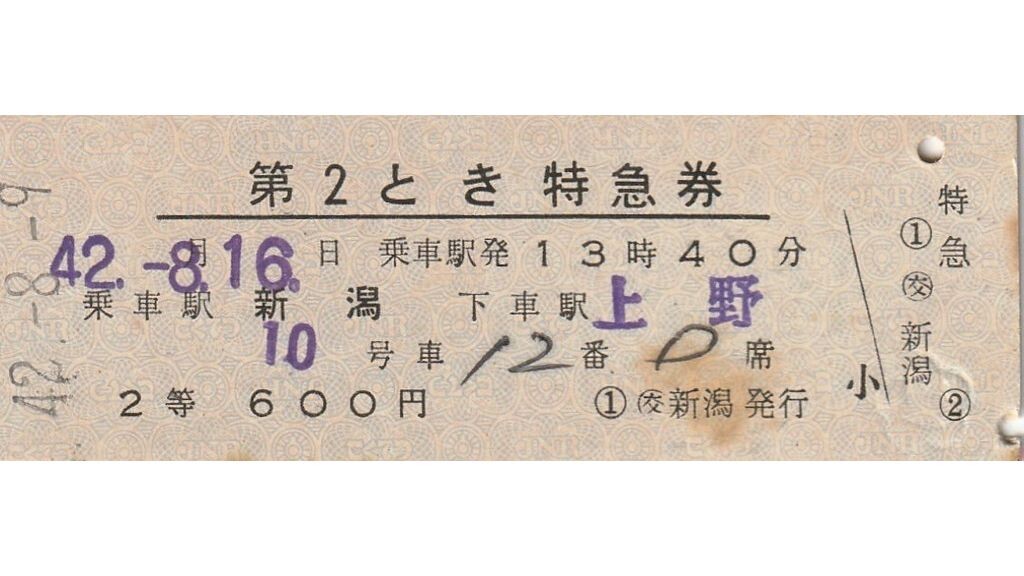 第2とき 特急券
42.-8.16. 月 日 乗車駅発 13時40分
乗車駅 新潟 下車駅 上野
10 号車 12 番 D 席
2等 600円 ①㊋新潟 発行
小
特急 ②
①㊋新潟
42.-8.-9